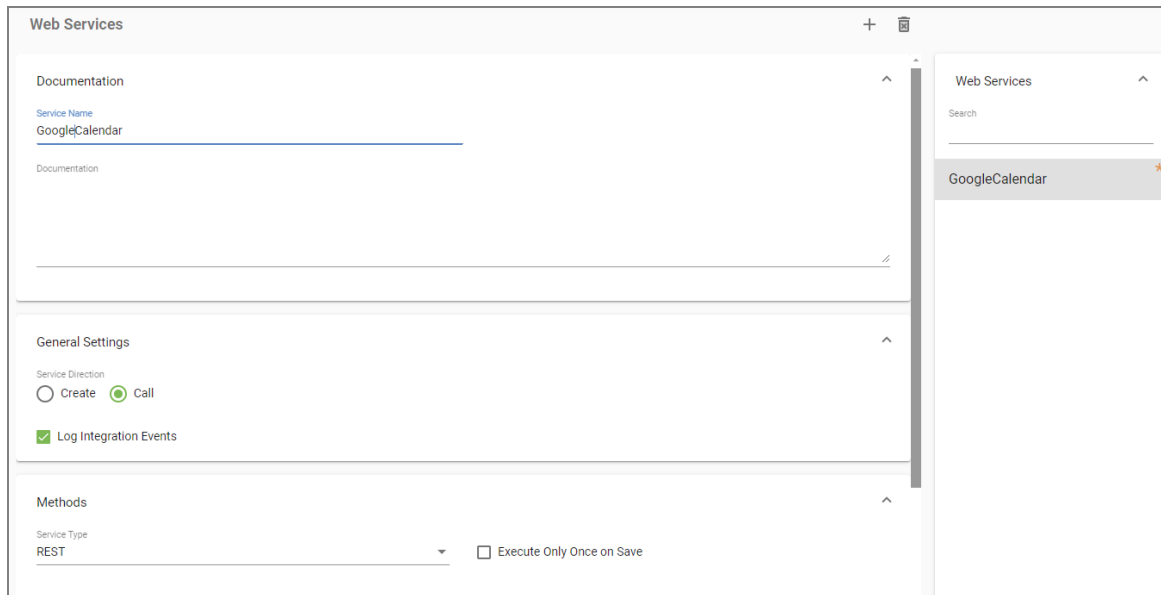 Web Services
Documentation
Service Name
GoogleCalendar
Documentation
General Settings
Service Direction
Create Call
Log Integration Events
Methods
Service Type
REST
Execute Only Once on Save
Web Services
Search
GoogleCalendar *